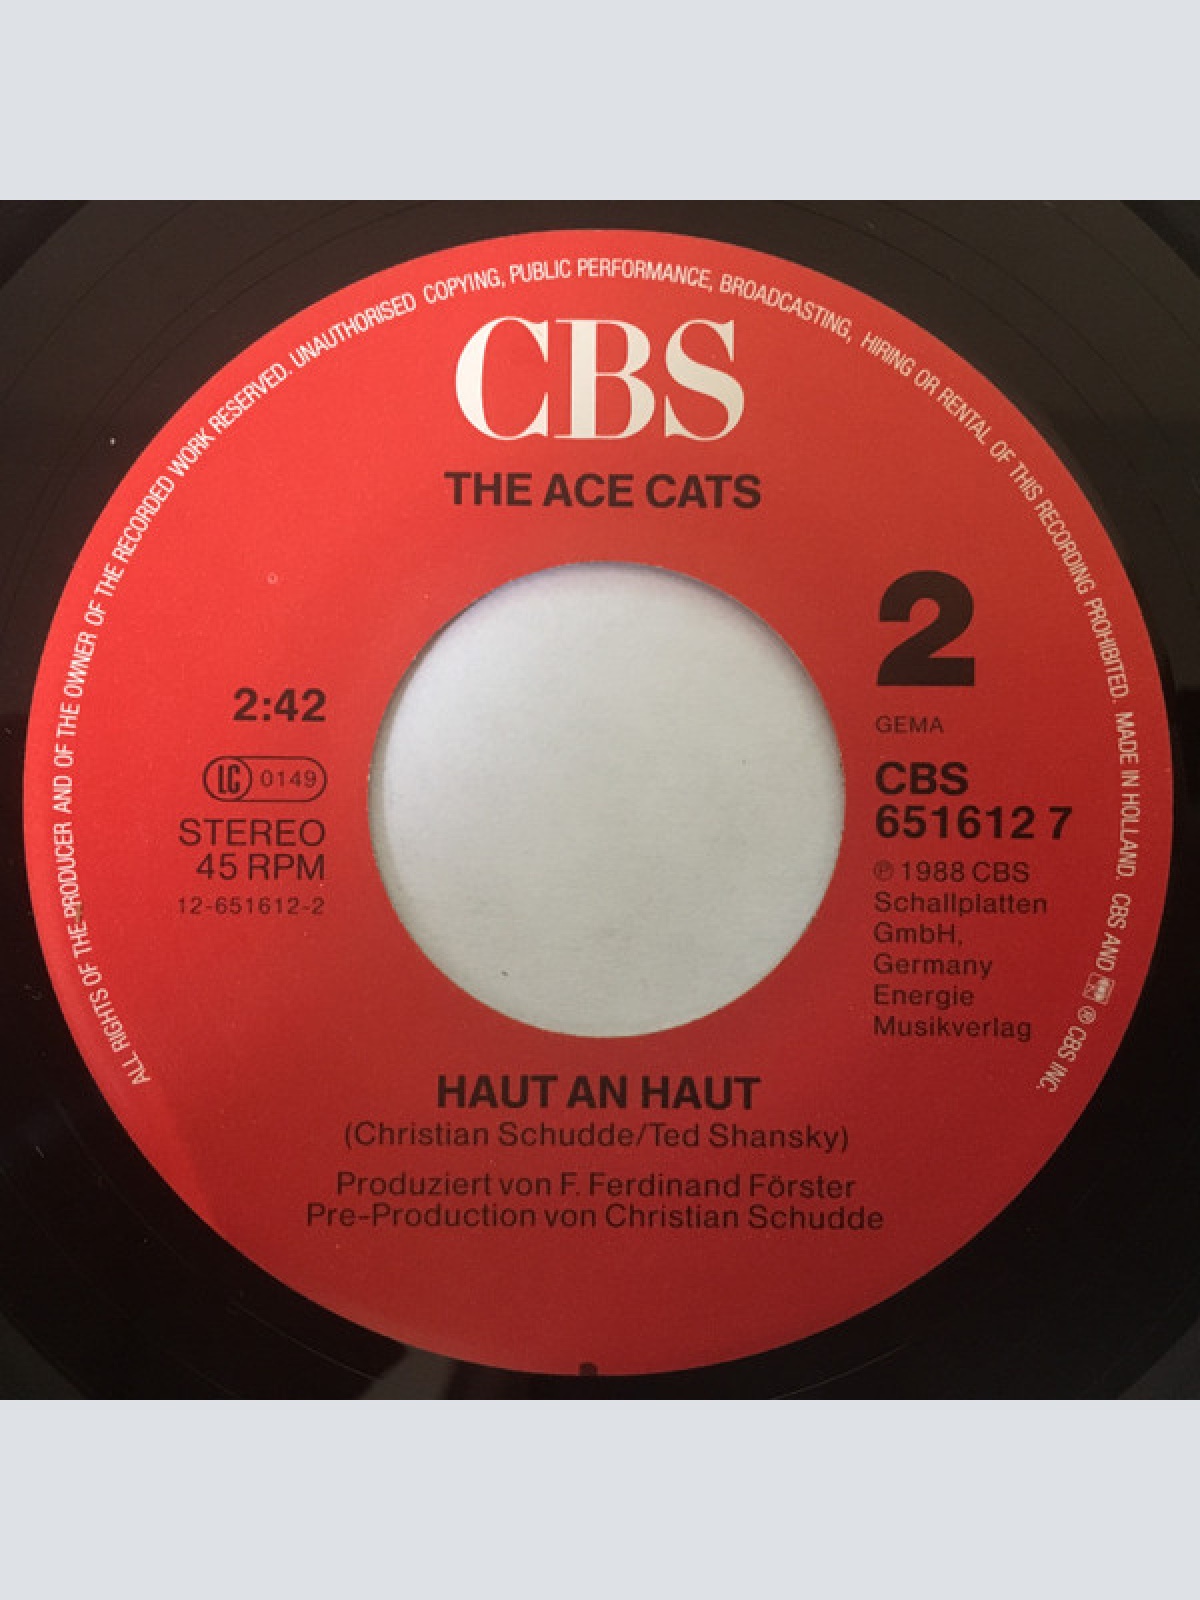 ALL RIGHTS OF THE PRODUCER AND OF THE OWNER OF THE RECORDED WORK RESERVED. UNAUTHORISED COPYING, PUBLIC PERFORMANCE, BROADCASTING, HIRING OR RENTAL OF THIS RECORDING PROHIBITED. MADE IN HOLLAND. CBS AND ® CBS INC.
CBS
THE ACE CATS
2
GEMA
2:42
LC 0149
STEREO
45 RPM
12-651612-2
CBS
651612 7
℗ 1988 CBS
Schallplatten
GmbH,
Germany
Energie
Musikverlag
HAUT AN HAUT
(Christian Schudde/Ted Shansky)
Produziert von F. Ferdinand Förster
Pre-Production von Christian Schudde